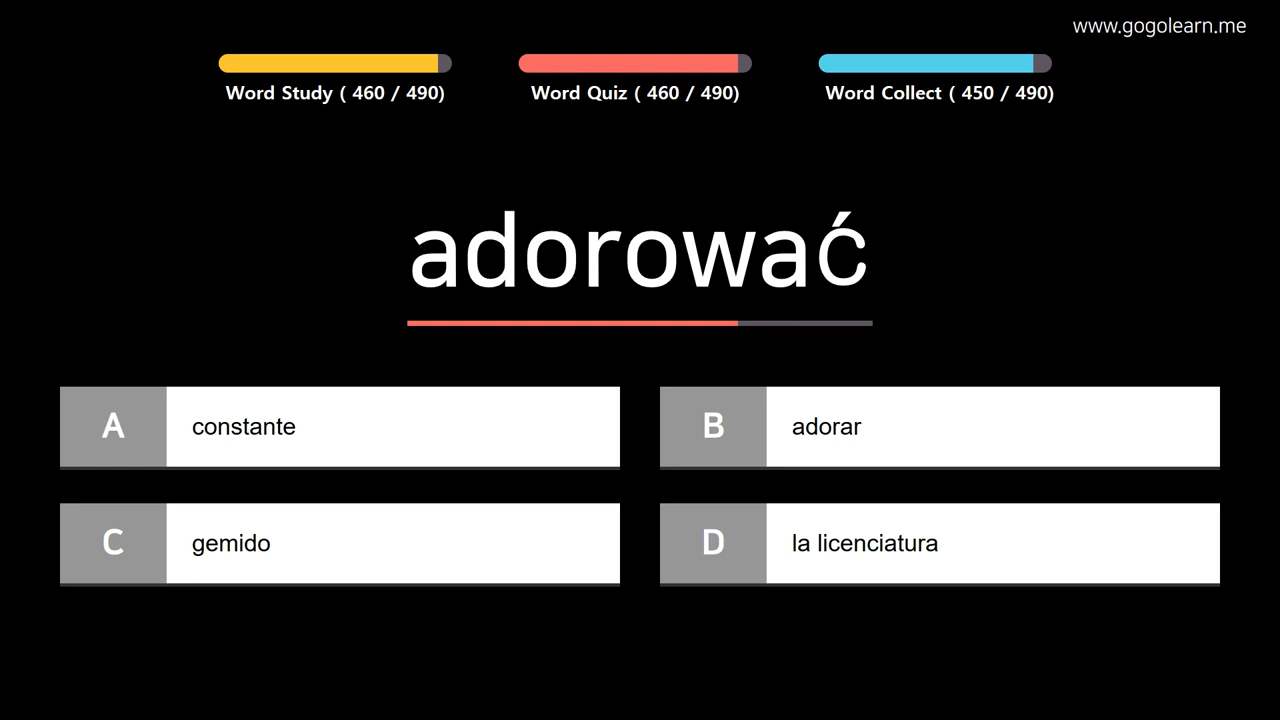 www.gogolearn.me
Word Study ( 460 / 490)
Word Quiz ( 460 / 490)
Word Collect ( 450 / 490)
adorować
A constante
B adorar
C gemido
D la licenciatura